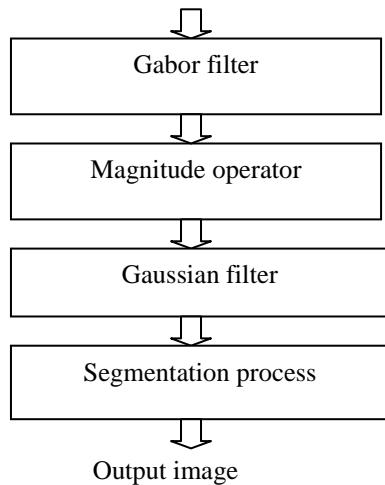 Gabor filter
Magnitude operator
Gaussian filter
Segmentation process
Output image